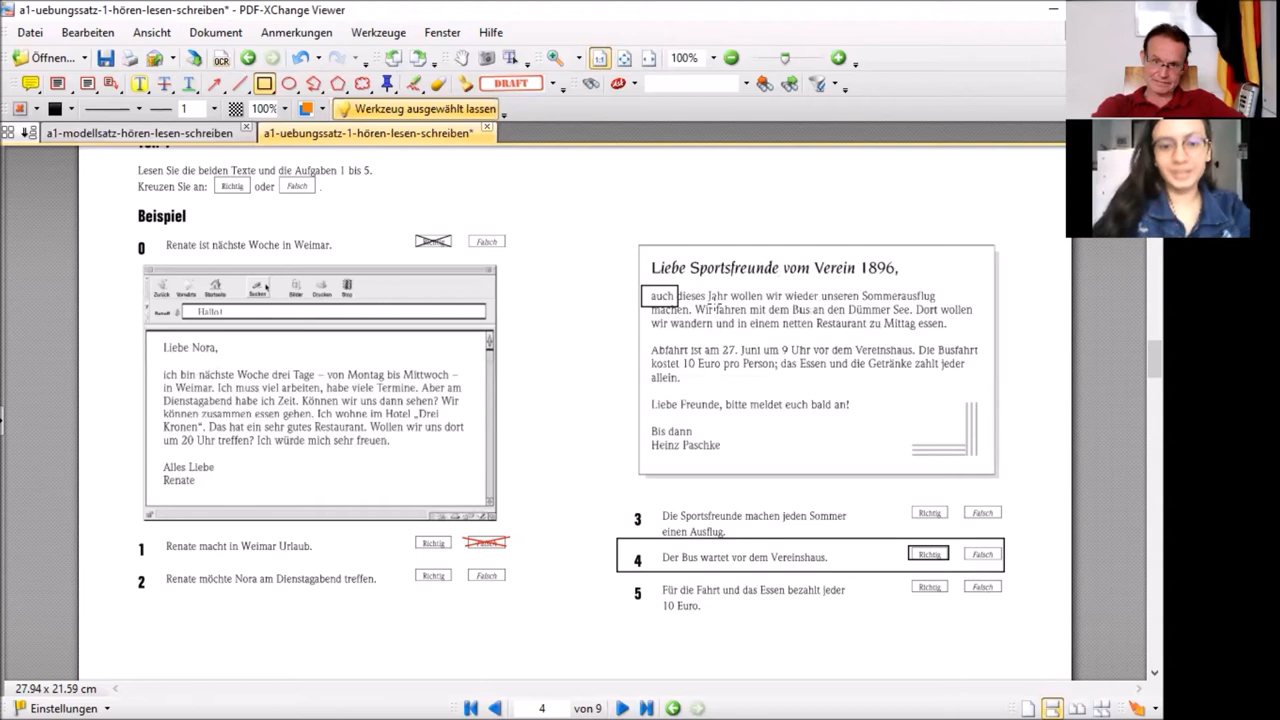 a1-uebungssatz-1-hören-lesen-schreiben* - PDF-XChange Viewer
Datei Bearbeiten Ansicht Dokument Anmerkungen Werkzeuge Fenster Hilfe
Öffnen... OCR 100%
DRAFT
1 100% Werkzeug ausgewählt lassen
a1-modellsatz-hören-lesen-schreiben a1-uebungssatz-1-hören-lesen-schreiben*
Lesen Sie die beiden Texte und die Aufgaben 1 bis 5.
Kreuzen Sie an: Richtig oder Falsch .
Beispiel
0 Renate ist nächste Woche in Weimar. Falsch
Zurück Vorwärts Startseite Suchen Bilder Drucken Stop
Betreff Hallo!
Liebe Nora,
ich bin nächste Woche drei Tage – von Montag bis Mittwoch –
in Weimar. Ich muss viel arbeiten, habe viele Termine. Aber am
Dienstagabend habe ich Zeit. Können wir uns dann sehen? Wir
können zusammen essen gehen. Ich wohne im Hotel „Drei
Kronen“. Das hat ein sehr gutes Restaurant. Wollen wir uns dort
um 20 Uhr treffen? Ich würde mich sehr freuen.
Alles Liebe
Renate
1 Renate macht in Weimar Urlaub. Richtig Falsch
2 Renate möchte Nora am Dienstagabend treffen. Richtig Falsch
Liebe Sportsfreunde vom Verein 1896,
auch dieses Jahr wollen wir wieder unseren Sommerausflug
machen. Wir fahren mit dem Bus an den Dümmer See. Dort wollen
wir wandern und in einem netten Restaurant zu Mittag essen.
Abfahrt ist am 27. Juni um 9 Uhr vor dem Vereinshaus. Die Busfahrt
kostet 10 Euro pro Person; das Essen und die Getränke zahlt jeder
allein.
Liebe Freunde, bitte meldet euch bald an!
Bis dann
Heinz Paschke
3 Die Sportsfreunde machen jeden Sommer Richtig Falsch
einen Ausflug.
4 Der Bus wartet vor dem Vereinshaus. Richtig Falsch
5 Für die Fahrt und das Essen bezahlt jeder Richtig Falsch
10 Euro.
27.94 x 21.59 cm
Einstellungen 4 von 9